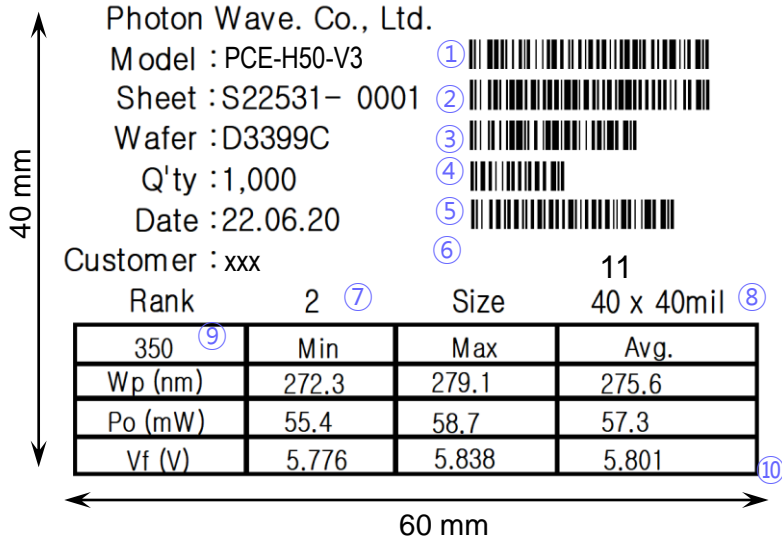 Photon Wave. Co., Ltd.
Model : PCE-H50-V3 ①
Sheet : S22531- 0001 ②
Wafer : D3399C ③
Q'ty : 1,000 ④
Date : 22.06.20 ⑤
Customer : xxx ⑥
11
Rank 2 ⑦ Size 40 x 40mil ⑧
350 ⑨ Min Max Avg.
Wp (nm) 272.3 279.1 275.6
Po (mW) 55.4 58.7 57.3
Vf (V) 5.776 5.838 5.801 ⑩
40 mm
60 mm